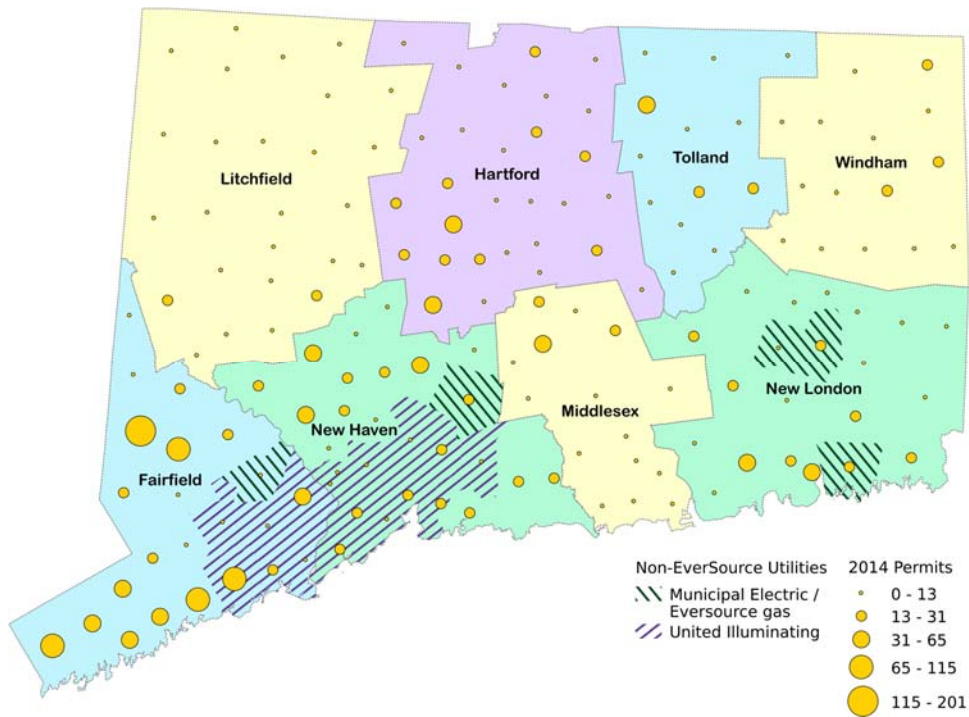 Litchfield
Hartford
Tolland
Windham
Fairfield
New Haven
Middlesex
New London
Non-EverSource Utilities
Municipal Electric /
Eversource gas
United Illuminating
2014 Permits
0 - 13
13 - 31
31 - 65
65 - 115
115 - 201